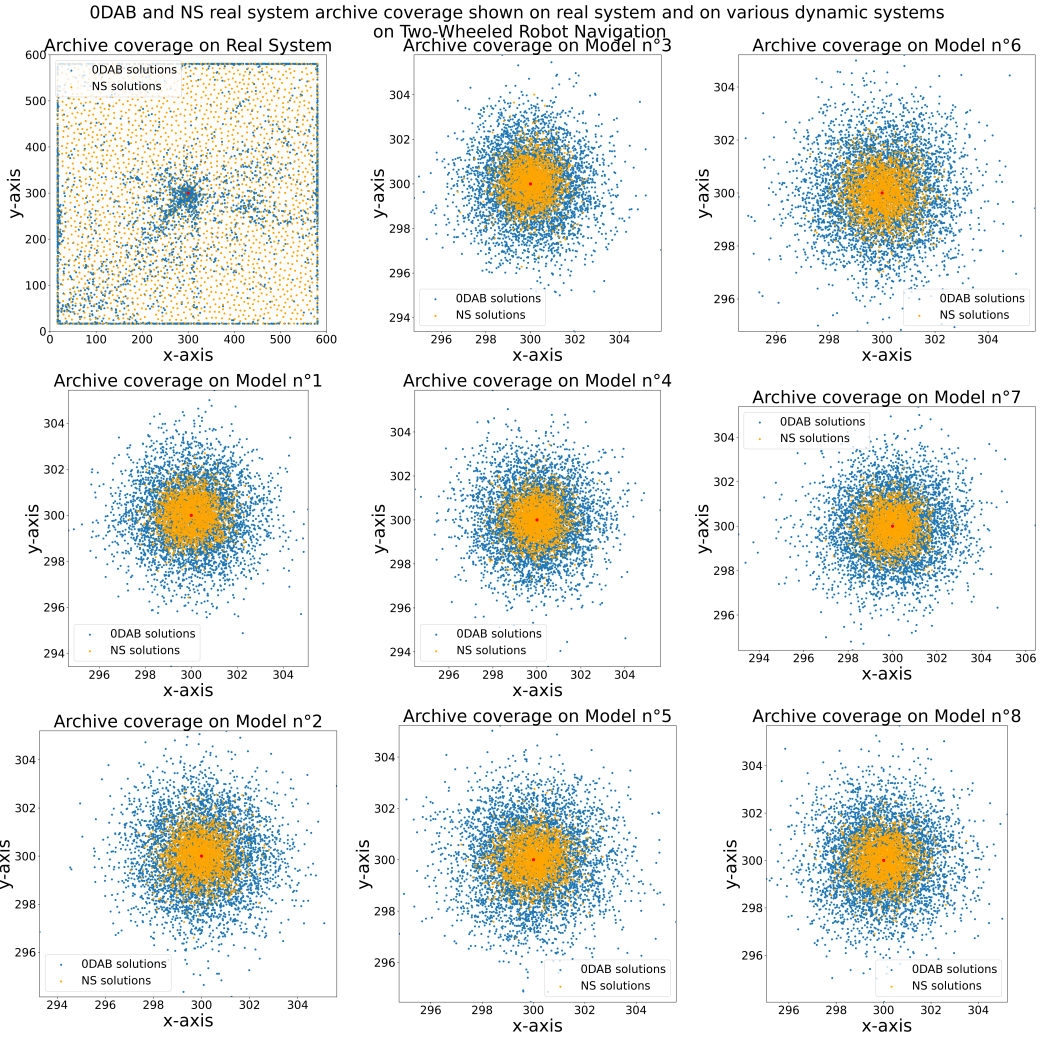 0DAB and NS real system archive coverage shown on real system and on various dynamic systems
on Two-Wheeled Robot Navigation
Archive coverage on Real System
0DAB solutions
NS solutions
y-axis
600
500
400
300
200
100
0
0 100 200 300 400 500 600
x-axis
Archive coverage on Model n°3
y-axis
304
302
300
298
296
294
296 298 300 302 304
x-axis
0DAB solutions
NS solutions
Archive coverage on Model n°6
y-axis
304
302
300
298
296
296 298 300 302 304
x-axis
0DAB solutions
NS solutions
Archive coverage on Model n°1
y-axis
304
302
300
298
296
294
296 298 300 302 304
x-axis
0DAB solutions
NS solutions
Archive coverage on Model n°4
y-axis
304
302
300
298
296
294
296 298 300 302 304
x-axis
0DAB solutions
NS solutions
Archive coverage on Model n°7
0DAB solutions
NS solutions
y-axis
304
302
300
298
296
294 296 298 300 302 304 306
x-axis
Archive coverage on Model n°2
y-axis
304
302
300
298
296
294 296 298 300 302 304
x-axis
0DAB solutions
NS solutions
Archive coverage on Model n°5
y-axis
304
302
300
298
296
296 298 300 302 304
x-axis
0DAB solutions
NS solutions
Archive coverage on Model n°8
y-axis
304
302
300
298
296
296 298 300 302 304
x-axis
0DAB solutions
NS solutions